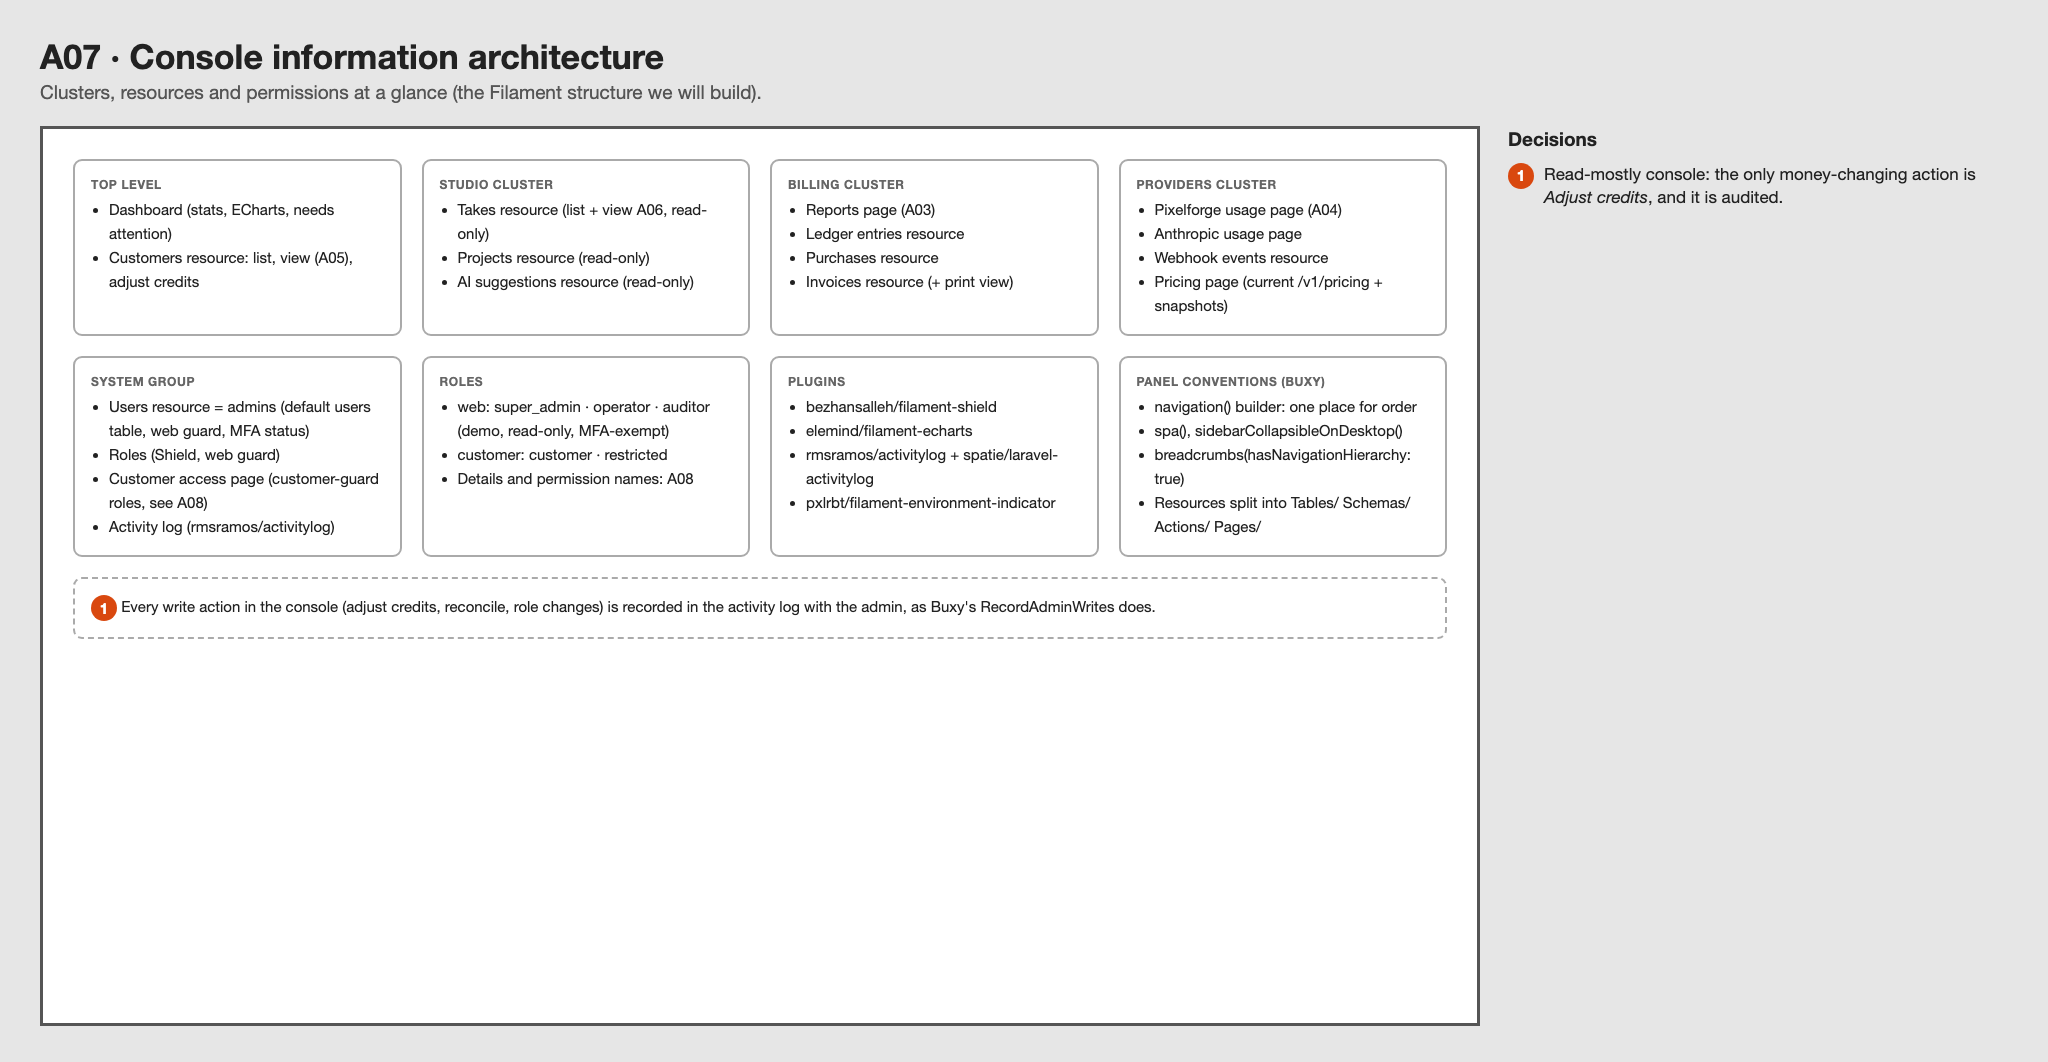 A07 · Console information architecture
Clusters, resources and permissions at a glance (the Filament structure we will build).
TOP LEVEL
• Dashboard (stats, ECharts, needs
attention)
• Customers resource: list, view (A05),
adjust credits
STUDIO CLUSTER
• Takes resource (list + view A06, read-
only)
• Projects resource (read-only)
• AI suggestions resource (read-only)
BILLING CLUSTER
• Reports page (A03)
• Ledger entries resource
• Purchases resource
• Invoices resource (+ print view)
PROVIDERS CLUSTER
• Pixelforge usage page (A04)
• Anthropic usage page
• Webhook events resource
• Pricing page (current /v1/pricing +
snapshots)
SYSTEM GROUP
• Users resource = admins (default users
table, web guard, MFA status)
• Roles (Shield, web guard)
• Customer access page (customer-guard
roles, see A08)
• Activity log (rmsramos/activitylog)
ROLES
• web: super_admin · operator · auditor
(demo, read-only, MFA-exempt)
• customer: customer · restricted
• Details and permission names: A08
PLUGINS
• bezhansalleh/filament-shield
• elemind/filament-echarts
• rmsramos/activitylog + spatie/laravel-
activitylog
• pxlrbt/filament-environment-indicator
PANEL CONVENTIONS (BUXY)
• navigation() builder: one place for order
• spa(), sidebarCollapsibleOnDesktop()
• breadcrumbs(hasNavigationHierarchy:
true)
• Resources split into Tables/ Schemas/
Actions/ Pages/
1 Every write action in the console (adjust credits, reconcile, role changes) is recorded in the activity log with the admin, as Buxy's RecordAdminWrites does.
Decisions
1 Read-mostly console: the only money-changing action is
Adjust credits, and it is audited.